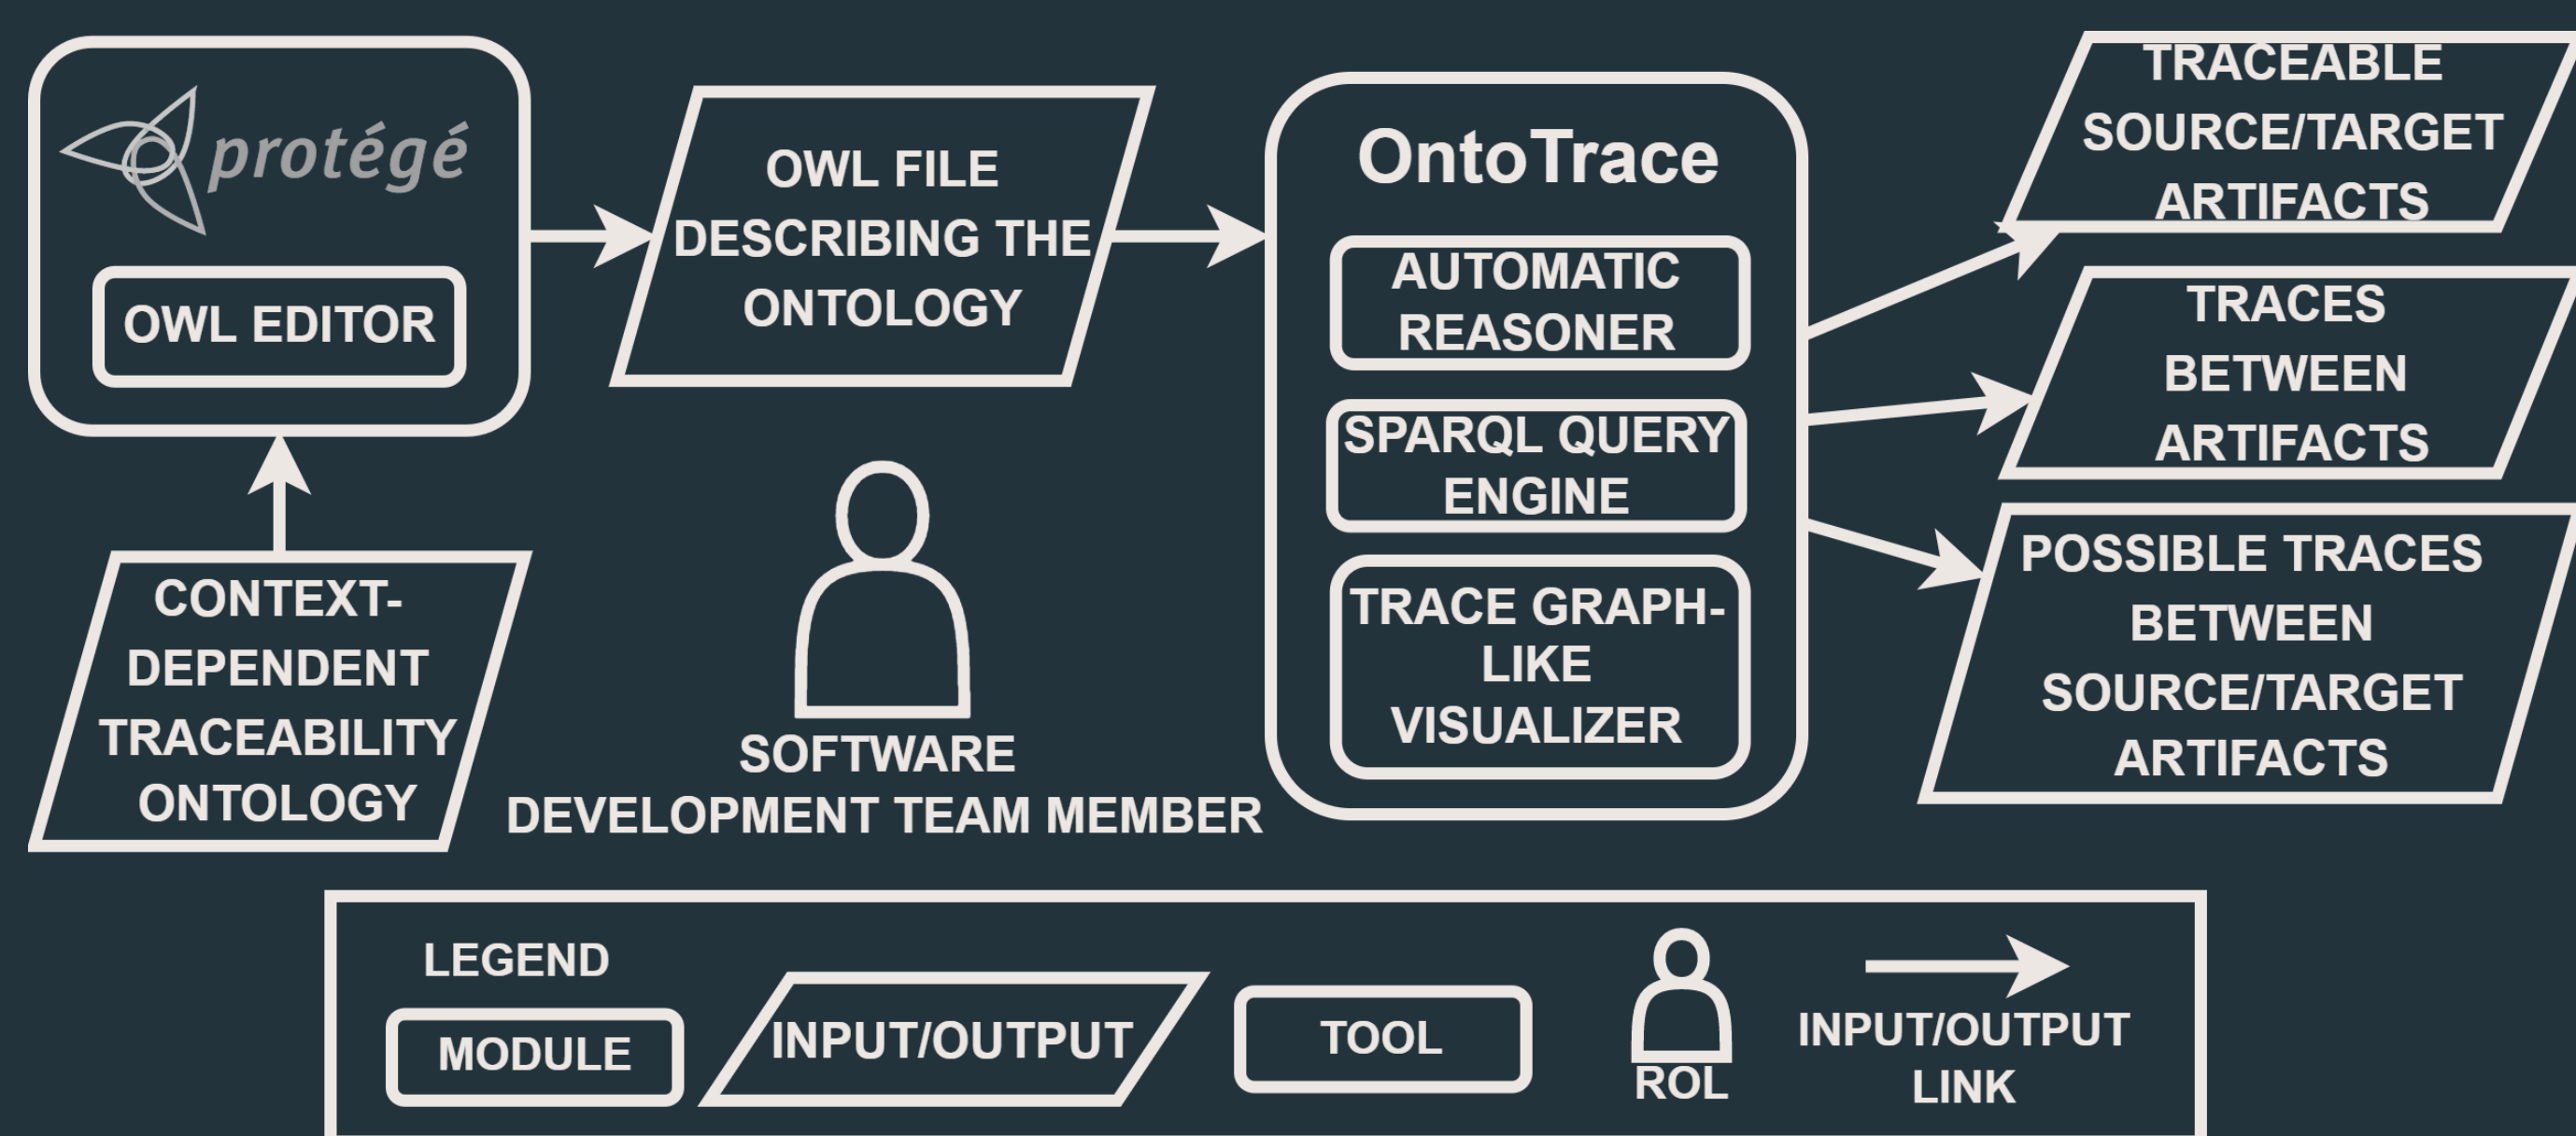 protégé
OWL EDITOR
CONTEXT-
DEPENDENT
TRACEABILITY
ONTOLOGY
OWL FILE
DESCRIBING THE
ONTOLOGY
SOFTWARE
DEVELOPMENT TEAM MEMBER
OntoTrace
AUTOMATIC
REASONER
SPARQL QUERY
ENGINE
TRACE GRAPH-
LIKE
VISUALIZER
TRACEABLE
SOURCE/TARGET
ARTIFACTS
TRACES
BETWEEN
ARTIFACTS
POSSIBLE TRACES
BETWEEN
SOURCE/TARGET
ARTIFACTS
LEGEND
MODULE
INPUT/OUTPUT
TOOL
ROL
INPUT/OUTPUT
LINK